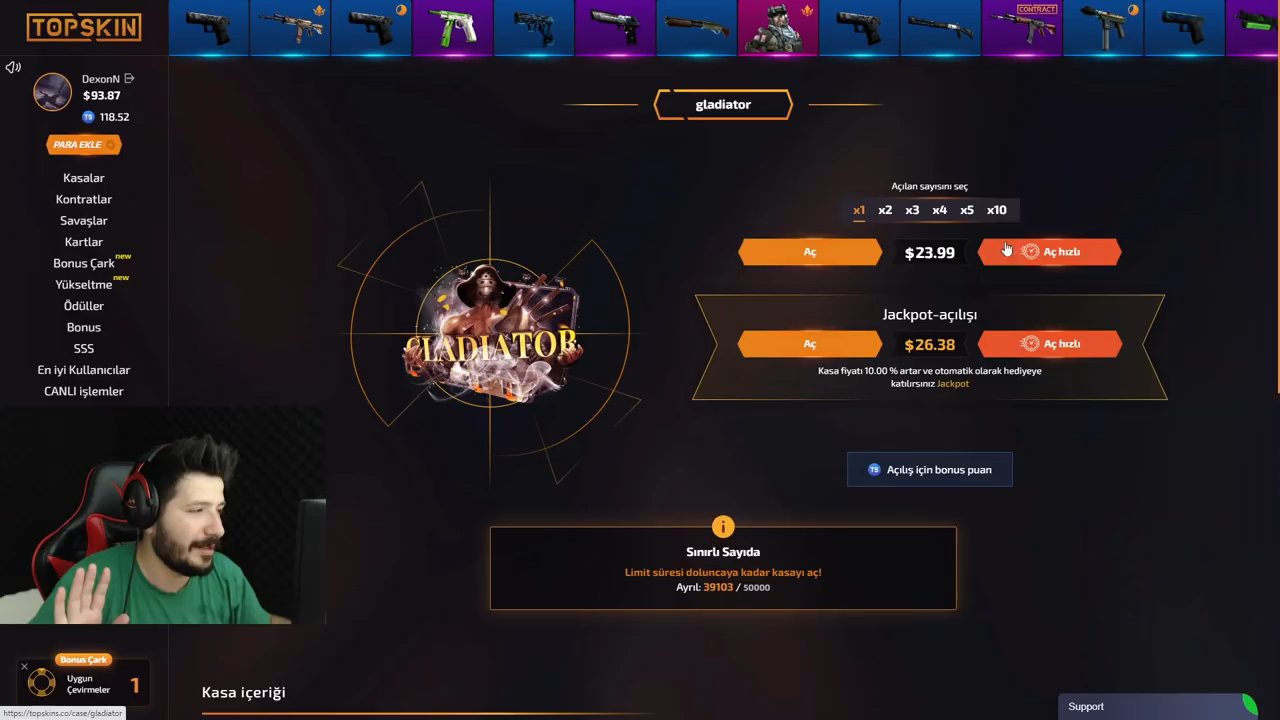 TOPSKIN
CONTRACT
DexonN
$93.87
TS 118.52
PARA EKLE
Kasalar
Kontratlar
Savaşlar
Kartlar
Bonus Çark new
Yükseltme new
Ödüller
Bonus
SSS
En iyi Kullanıcılar
CANLI işlemler
gladiator
Açılan sayısını seç
x1 x2 x3 x4 x5 x10
Aç $23.99 Aç hızlı
Jackpot-açılışı
Aç $26.38 Aç hızlı
Kasa fiyatı 10.00 % artar ve otomatik olarak hediyeye
katılırsınız Jackpot
GLADIATOR
TS Açılış için bonus puan
i
Sınırlı Sayıda
Limit süresi doluncaya kadar kasayı aç!
Ayrıl: 39103 / 50000
Kasa içeriği
Bonus Çark
Uygun
Çevirmeler 1
https://topskins.co/case/gladiator
Support